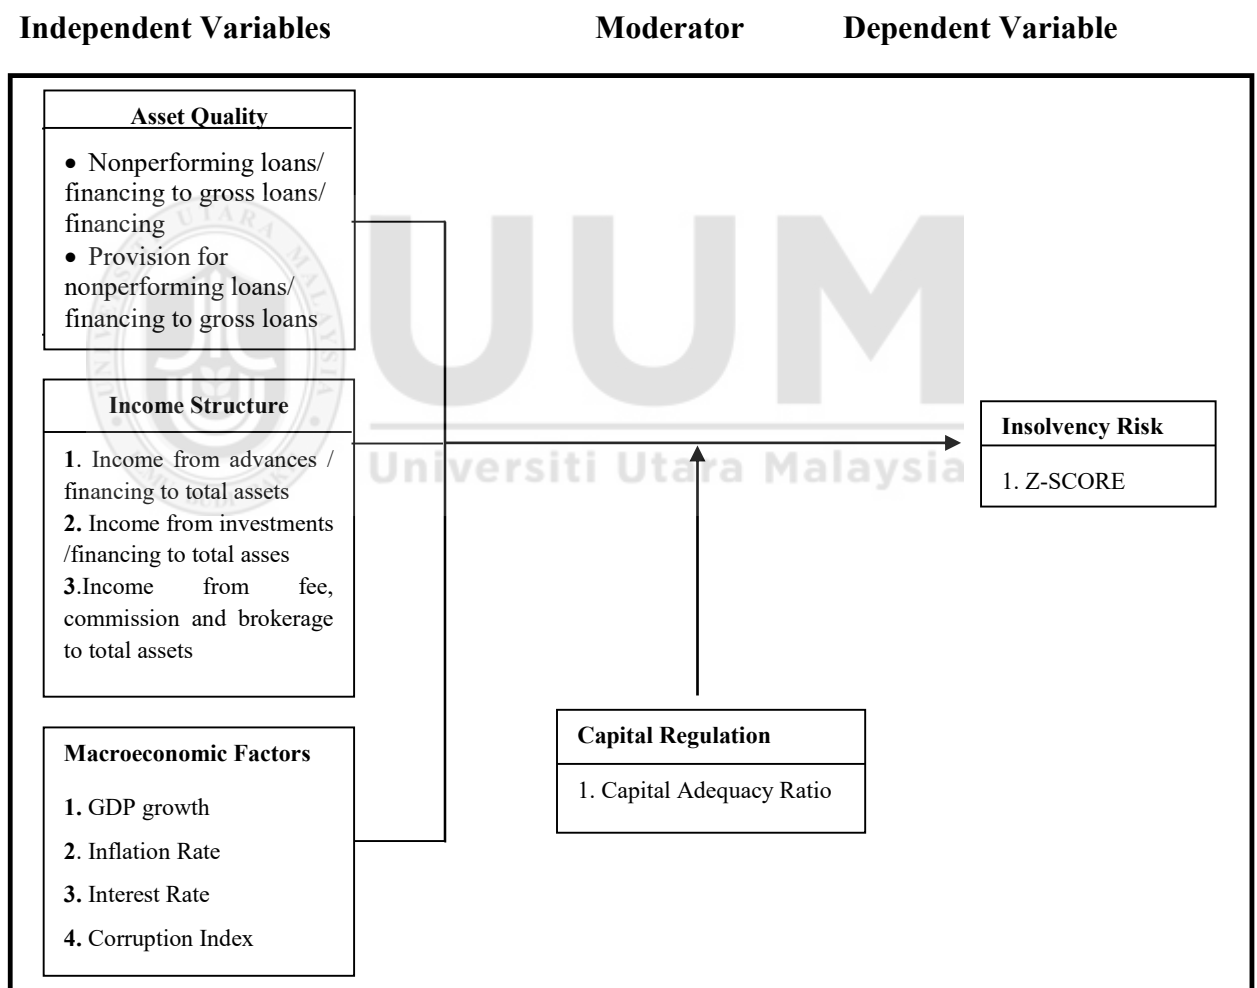 Independent Variables
Moderator
Dependent Variable
Asset Quality
• Nonperforming loans/
financing to gross loans/
financing
• Provision for
nonperforming loans/
financing to gross loans
Income Structure
1. Income from advances /
financing to total assets
2. Income from investments
/financing to total asses
3.Income from fee,
commission and brokerage
to total assets
Macroeconomic Factors
1. GDP growth
2. Inflation Rate
3. Interest Rate
4. Corruption Index
Capital Regulation
1. Capital Adequacy Ratio
Insolvency Risk
1. Z-SCORE
UUM
Universiti Utara Malaysia
UNIVERSITI UTARA MALAYSIA